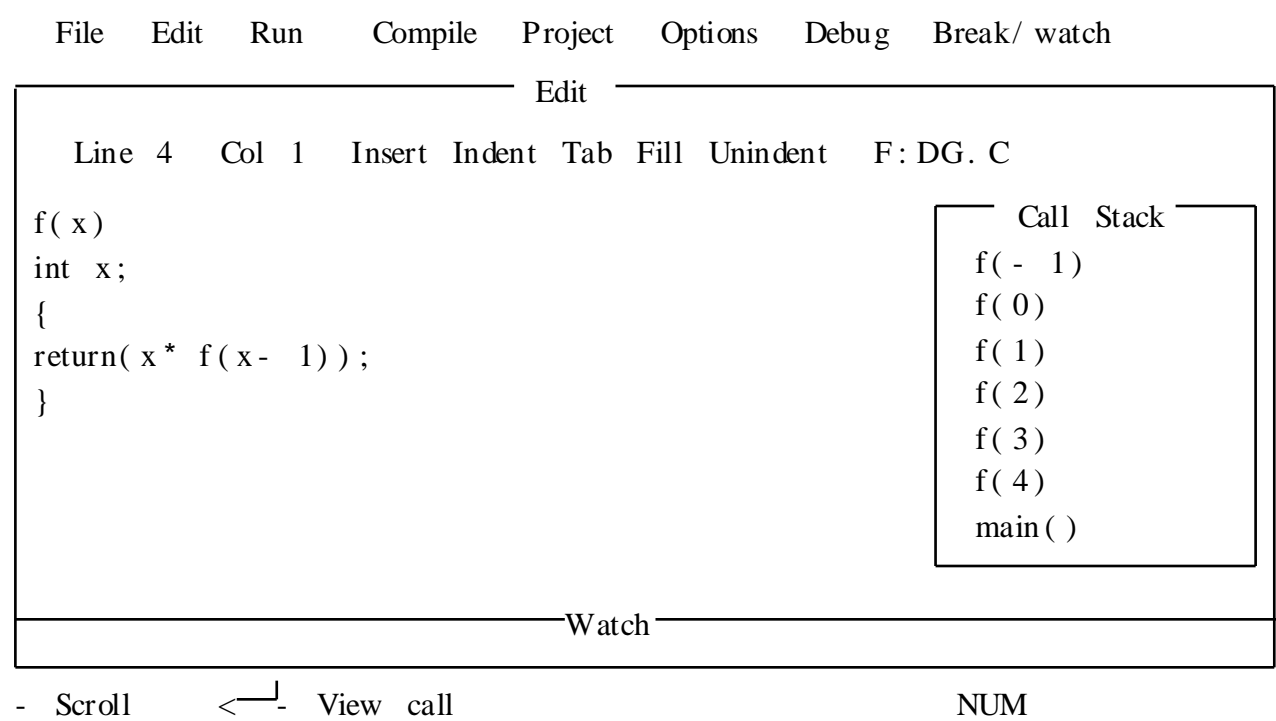 File Edit Run Compile Project Options Debug Break/ watch
Edit
Line 4 Col 1 Insert Indent Tab Fill Unindent F: DG. C
f( x)
int x;
{
return( x* f(x- 1));
}
Call Stack
f(- 1)
f( 0)
f( 1)
f( 2)
f( 3)
f( 4)
main( )
Watch
- Scroll <─┘- View call NUM